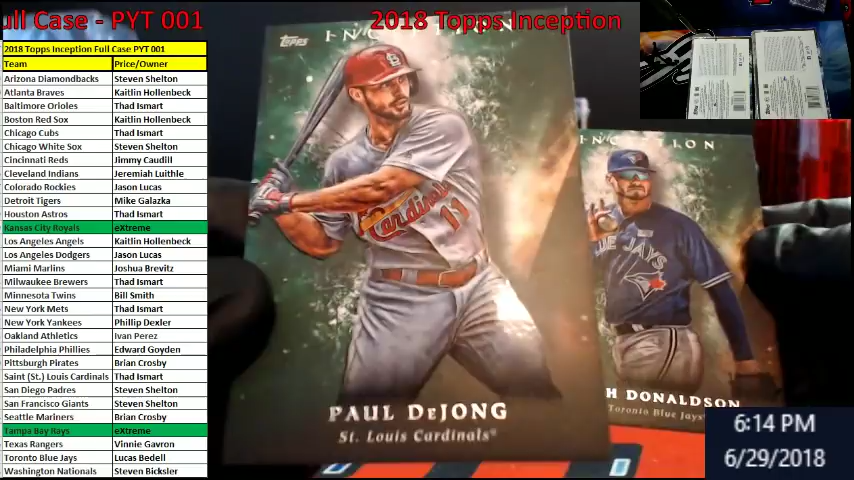 ull Case - PYT 001
2018 Topps Inception
2018 Topps Inception Full Case PYT 001
Team Price/Owner
Arizona Diamondbacks Steven Shelton
Atlanta Braves Kaitlin Hollenbeck
Baltimore Orioles Thad Ismart
Boston Red Sox Kaitlin Hollenbeck
Chicago Cubs Thad Ismart
Chicago White Sox Steven Shelton
Cincinnati Reds Jimmy Caudill
Cleveland Indians Jeremiah Luithle
Colorado Rockies Jason Lucas
Detroit Tigers Mike Galazka
Houston Astros Thad Ismart
Kansas City Royals eXtreme
Los Angeles Angels Kaitlin Hollenbeck
Los Angeles Dodgers Jason Lucas
Miami Marlins Joshua Brevitz
Milwaukee Brewers Thad Ismart
Minnesota Twins Bill Smith
New York Mets Thad Ismart
New York Yankees Phillip Dexler
Oakland Athletics Ivan Perez
Philadelphia Phillies Edward Goyden
Pittsburgh Pirates Brian Crosby
Saint (St.) Louis Cardinals Thad Ismart
San Diego Padres Steven Shelton
San Francisco Giants Steven Shelton
Seattle Mariners Brian Crosby
Tampa Bay Rays eXtreme
Texas Rangers Vinnie Gavron
Toronto Blue Jays Lucas Bedell
Washington Nationals Steven Bicksler
Topps
Cardinals
11
PAUL DEJONG
St. Louis Cardinals®
INCEPTION
BLUE JAYS
H DONALDSON
Toronto Blue Jays
6:14 PM
6/29/2018